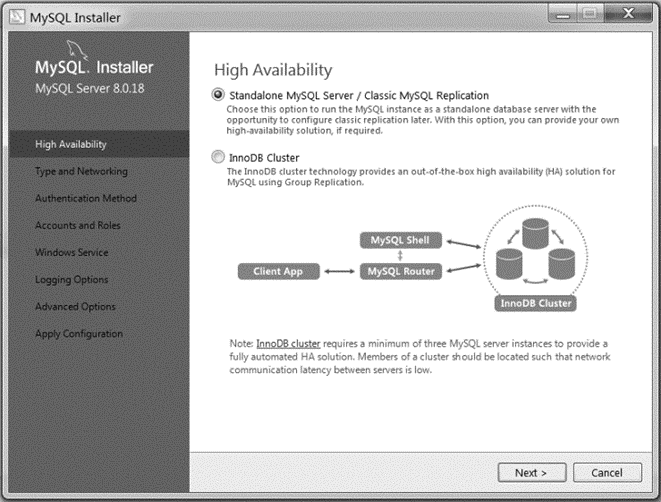 MySQL Installer
MySQL. Installer
MySQL Server 8.0.18
High Availability
Type and Networking
Authentication Method
Accounts and Roles
Windows Service
Logging Options
Advanced Options
Apply Configuration
High Availability
Standalone MySQL Server / Classic MySQL Replication
Choose this option to run the MySQL instance as a standalone database server with the
opportunity to configure classic replication later. With this option, you can provide your own
high-availability solution, if required.
InnoDB Cluster
The InnoDB cluster technology provides an out-of-the-box high availability (HA) solution for
MySQL using Group Replication.
MySQL Shell
Client App
MySQL Router
InnoDB Cluster
Note: InnoDB cluster requires a minimum of three MySQL server instances to provide a
fully automated HA solution. Members of a cluster should be located such that network
communication latency between servers is low.
Next >
Cancel